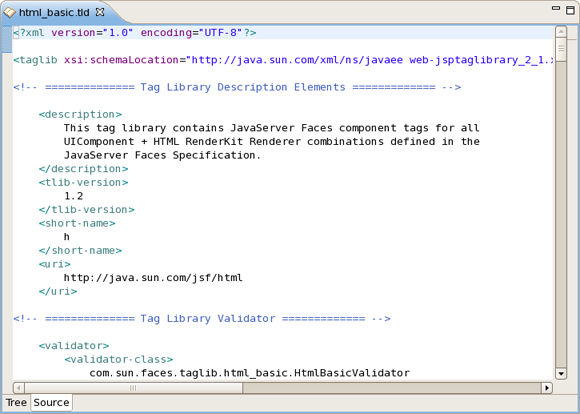 html_basic.tld
<?xml version="1.0" encoding="UTF-8"?>
<taglib xsi:schemaLocation="http://java.sun.com/xml/ns/javaee web-jsptaglibrary_2_1.x
<!-- ============== Tag Library Description Elements ============= -->
<description>
This tag library contains JavaServer Faces component tags for all
UIComponent + HTML RenderKit Renderer combinations defined in the
JavaServer Faces Specification.
</description>
<tlib-version>
1.2
</tlib-version>
<short-name>
h
</short-name>
<uri>
http://java.sun.com/jsf/html
</uri>
<!-- ============== Tag Library Validator ============= -->
<validator>
<validator-class>
com.sun.faces.taglib.html_basic.HtmlBasicValidator
Tree Source